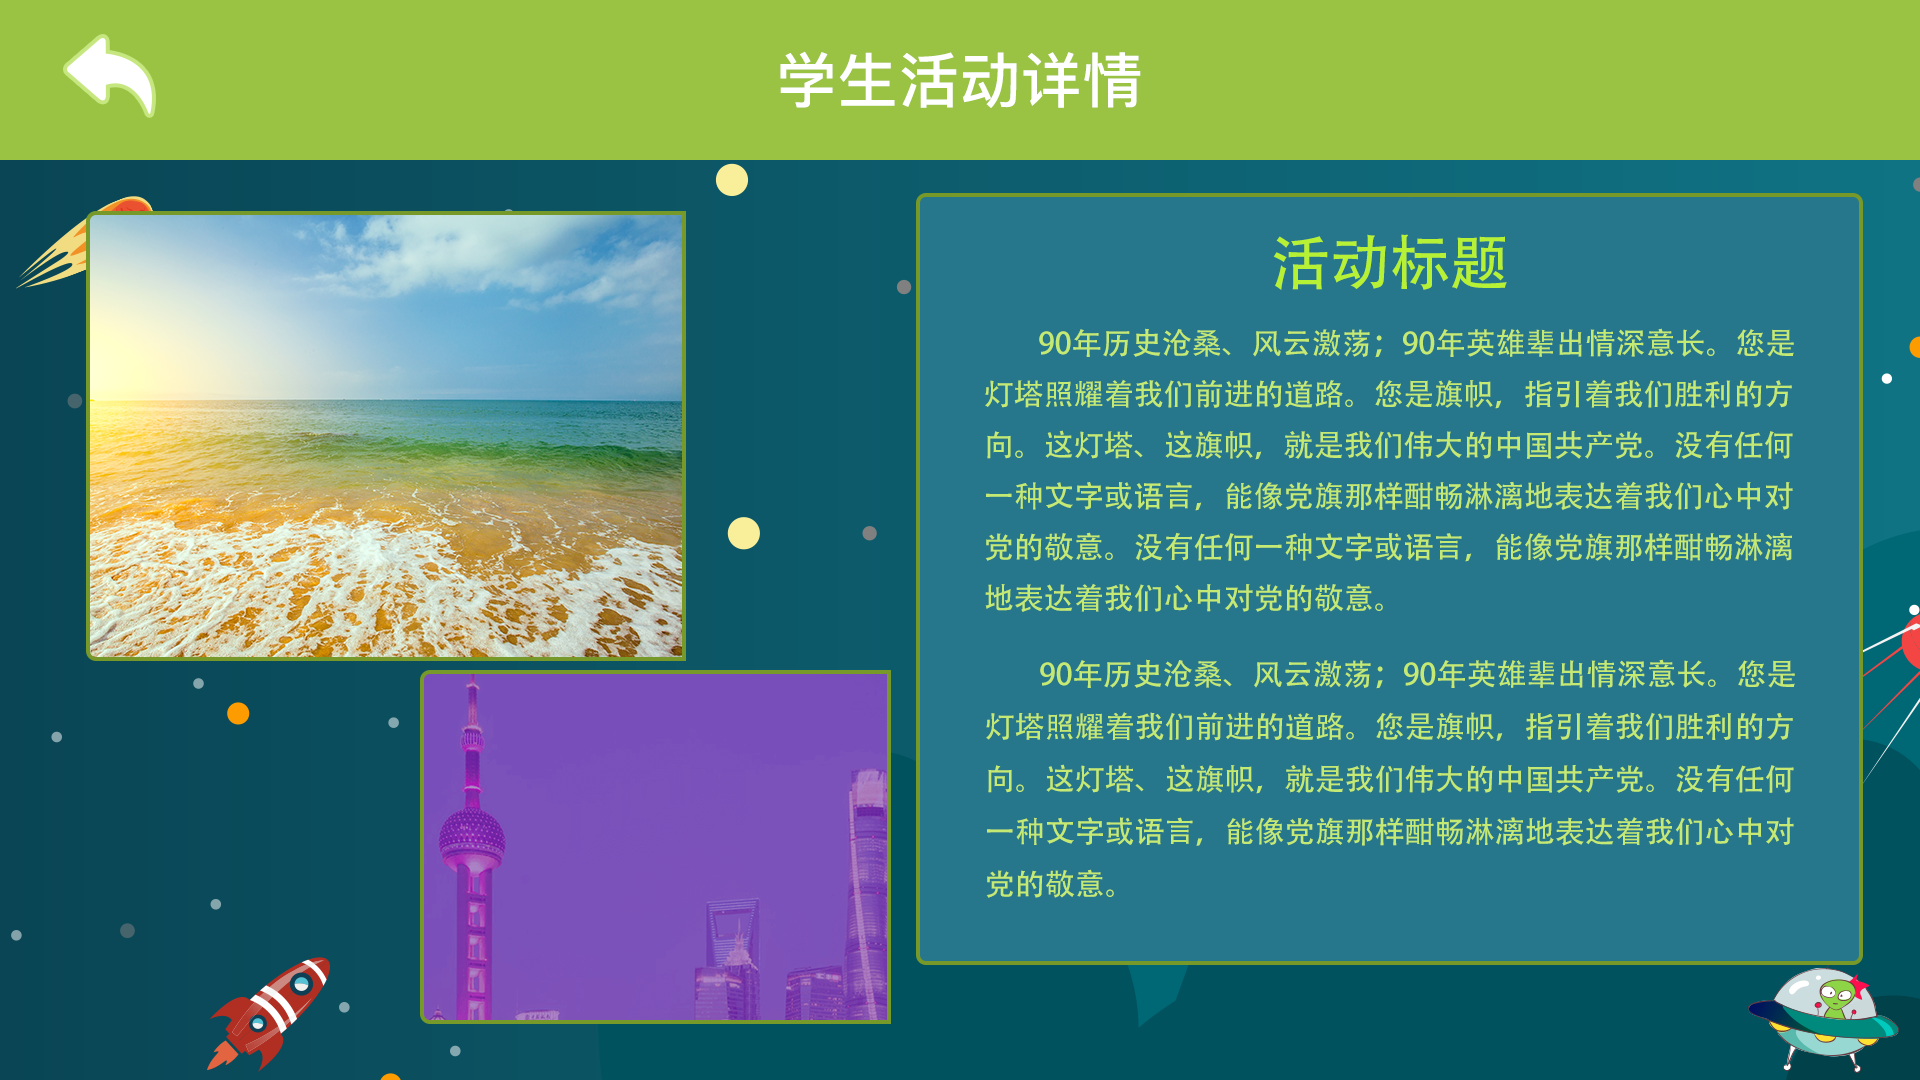 学生活动详情
活动标题
90年历史沧桑、风云激荡；90年英雄辈出情深意长。您是
灯塔照耀着我们前进的道路。您是旗帜，指引着我们胜利的方
向。这灯塔、这旗帜，就是我们伟大的中国共产党。没有任何
一种文字或语言，能像党旗那样酣畅淋漓地表达着我们心中对
党的敬意。没有任何一种文字或语言，能像党旗那样酣畅淋漓
地表达着我们心中对党的敬意。
90年历史沧桑、风云激荡；90年英雄辈出情深意长。您是
灯塔照耀着我们前进的道路。您是旗帜，指引着我们胜利的方
向。这灯塔、这旗帜，就是我们伟大的中国共产党。没有任何
一种文字或语言，能像党旗那样酣畅淋漓地表达着我们心中对
党的敬意。